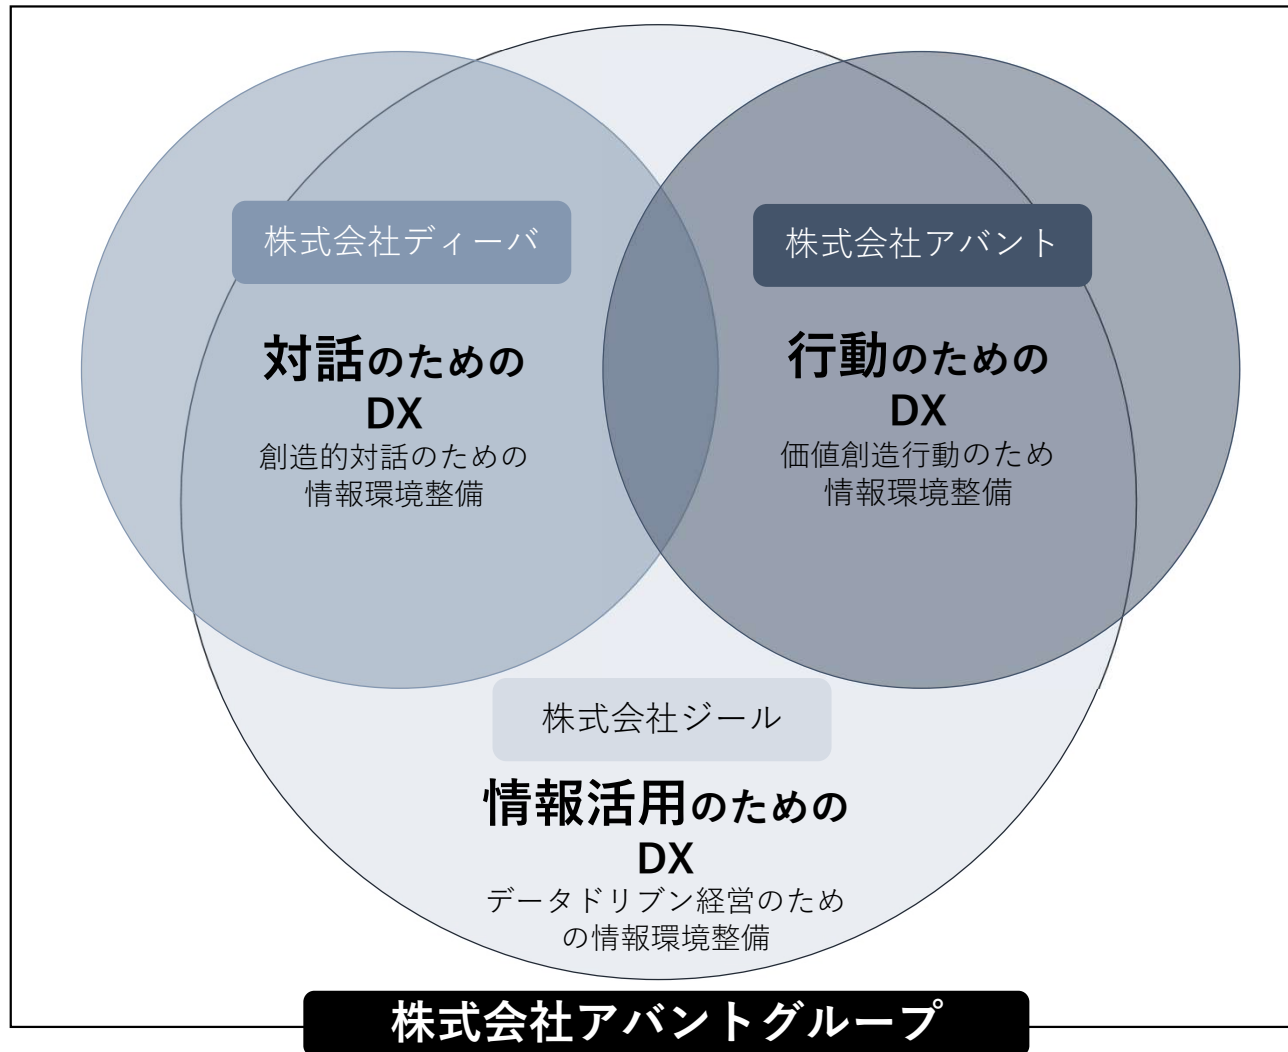 株式会社ディーバ
対話のための
DX
創造的対話のための
情報環境整備
株式会社アバント
行動のための
DX
価値創造行動のため
情報環境整備
株式会社ジール
情報活用のための
DX
データドリブン経営のため
の情報環境整備
株式会社アバントグループ